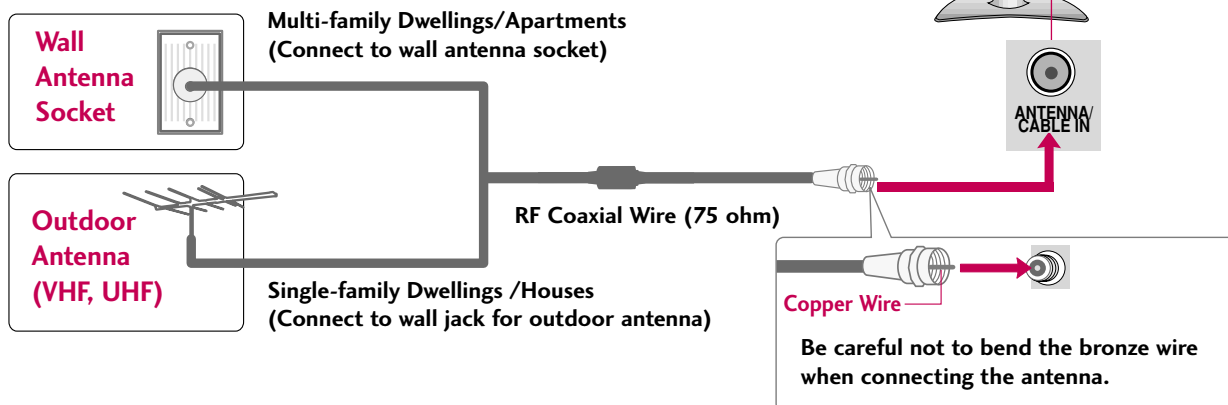 Wall
Antenna
Socket
Multi-family Dwellings/Apartments
(Connect to wall antenna socket)
ANTENNA/
CABLE IN
Outdoor
Antenna
(VHF, UHF)
RF Coaxial Wire (75 ohm)
Single-family Dwellings /Houses
(Connect to wall jack for outdoor antenna)
Copper Wire
Be careful not to bend the bronze wire
when connecting the antenna.